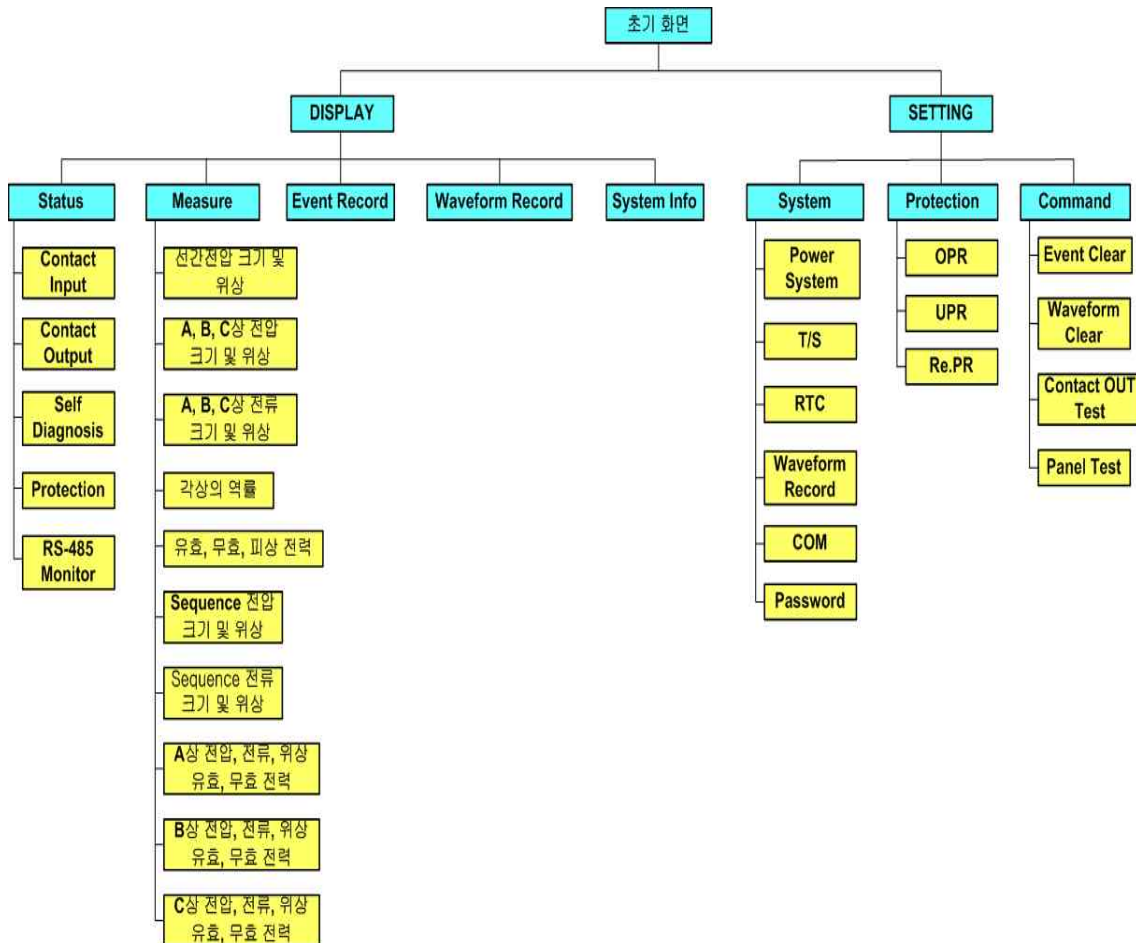 초기 화면
DISPLAY
SETTING
Status
Measure
Event Record
Waveform Record
System Info
System
Protection
Command
Contact
Input
Contact
Output
Self
Diagnosis
Protection
RS-485
Monitor
선간전압 크기 및
위상
A, B, C상 전압
크기 및 위상
A, B, C상 전류
크기 및 위상
각상의 역률
유효, 무효, 피상 전력
Sequence 전압
크기 및 위상
Sequence 전류
크기 및 위상
A상 전압, 전류, 위상
유효, 무효 전력
B상 전압, 전류, 위상
유효, 무효 전력
C상 전압, 전류, 위상
유효, 무효 전력
Power
System
T/S
RTC
Waveform
Record
COM
Password
OPR
UPR
Re.PR
Event Clear
Waveform
Clear
Contact OUT
Test
Panel Test